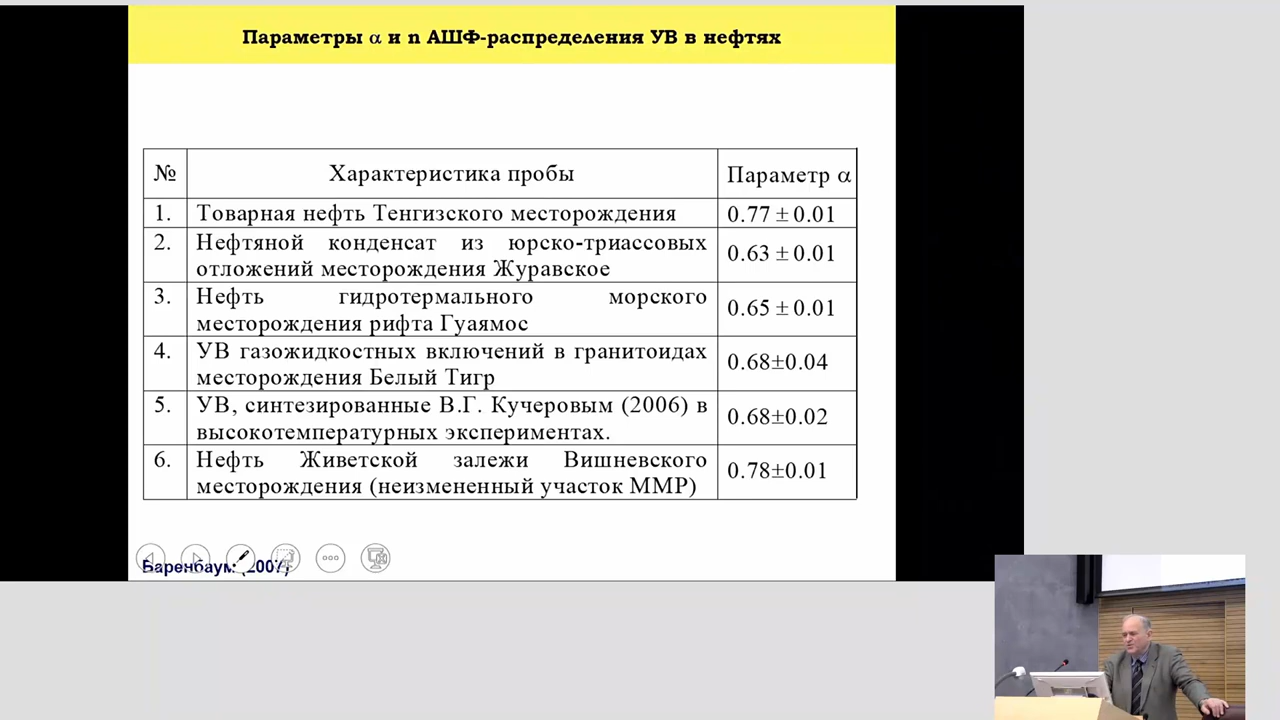 Параметры α и n АШФ-распределения УВ в нефтях
№ Характеристика пробы Параметр α
1. Товарная нефть Тенгизского месторождения 0.77 ± 0.01
2. Нефтяной конденсат из юрско-триассовых
отложений месторождения Журавское 0.63 ± 0.01
3. Нефть гидротермального морского
месторождения рифта Гуаямос 0.65 ± 0.01
4. УВ газожидкостных включений в гранитоидах
месторождения Белый Тигр 0.68±0.04
5. УВ, синтезированные В.Г. Кучеровым (2006) в
высокотемпературных экспериментах. 0.68±0.02
6. Нефть Живетской залежи Вишневского
месторождения (неизмененный участок ММР) 0.78±0.01
Баренбаум (2007)